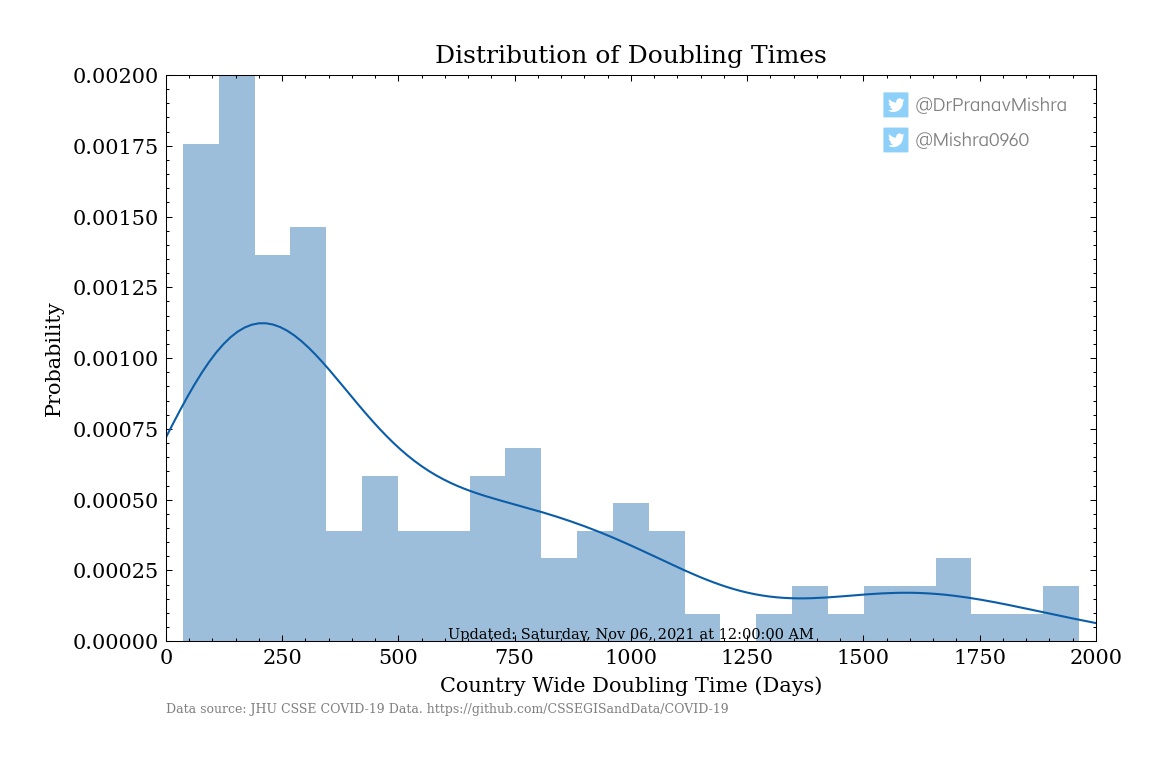 Distribution of Doubling Times
@DrPranavMishra
@Mishra0960
0.00200
0.00175
0.00150
0.00125
0.00100
0.00075
0.00050
0.00025
0.00000
Probability
Updated: Saturday, Nov 06, 2021 at 12:00:00 AM
0 250 500 750 1000 1250 1500 1750 2000
Country Wide Doubling Time (Days)
Data source: JHU CSSE COVID-19 Data. https://github.com/CSSEGISandData/COVID-19